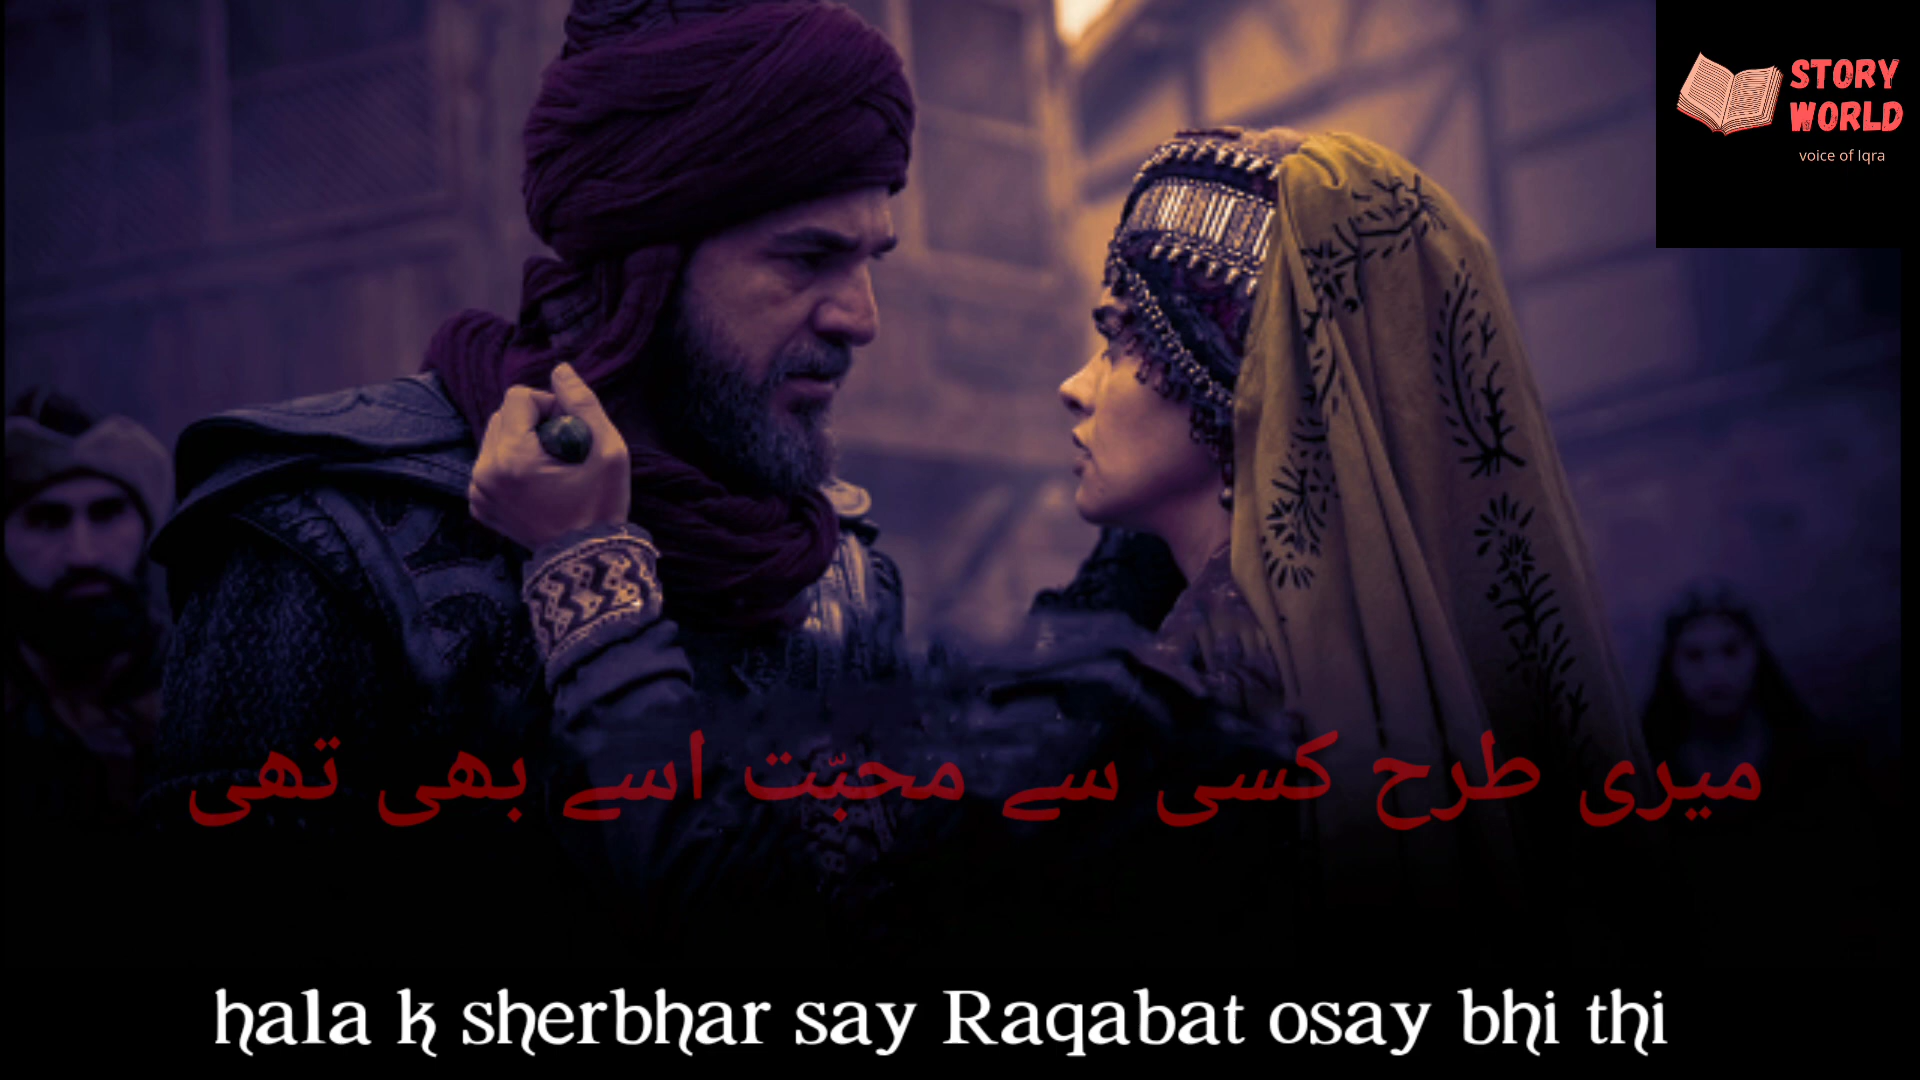 STORY
WORLD
voice of Iqra
میری طرح کسی سے محبّت اسے بھی تھی
hala k sherbhar say Raqabat osay bhi thi